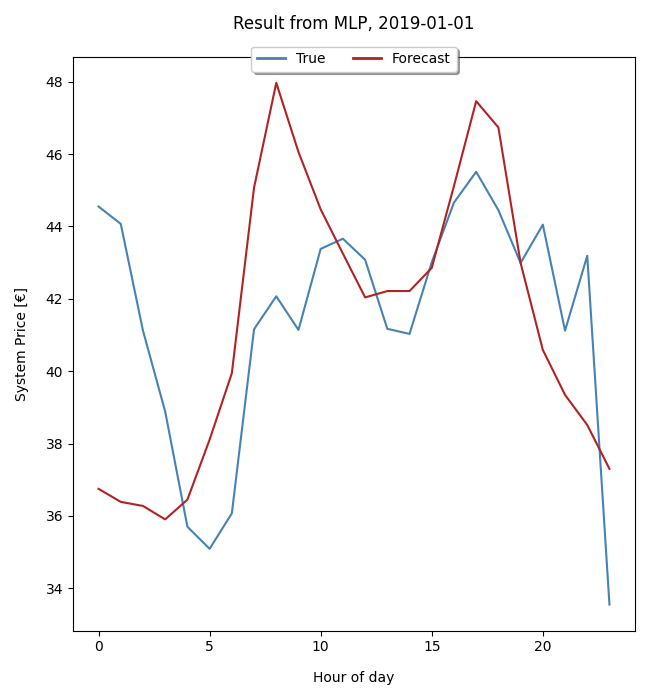 Result from MLP, 2019-01-01
True Forecast
48
46
44
42
40
38
36
34
System Price [€]
0 5 10 15 20
Hour of day